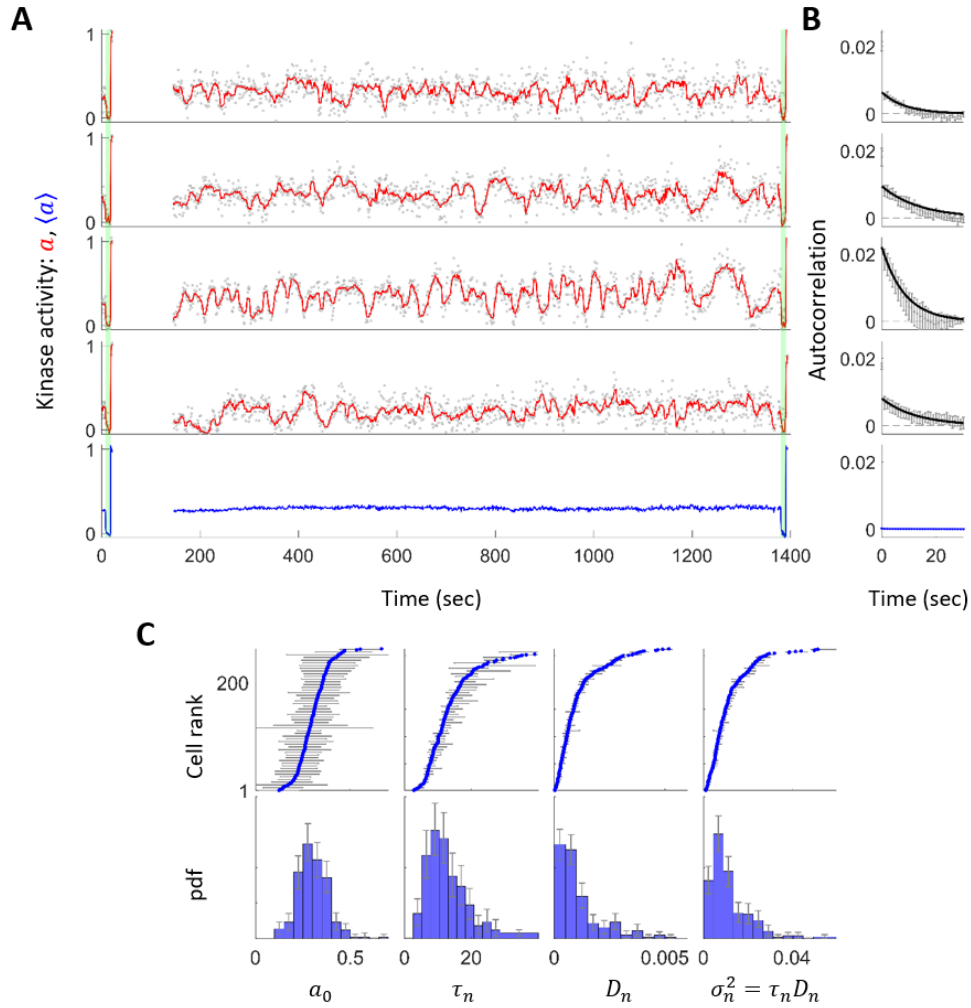 A
B
Kinase activity: a, ⟨a⟩
1
0
1
0
1
0
1
0
1
0
0 200 400 600 800 1000 1200 1400
Time (sec)
Autocorrelation
0.02
0
0.02
0
0.02
0
0.02
0
0.02
0
0 20
Time (sec)
C
Cell rank
200
1
pdf
0 0.5
0 20
0 0.005
0 0.04
a₀
τₙ
Dₙ
σₙ² = τₙDₙ